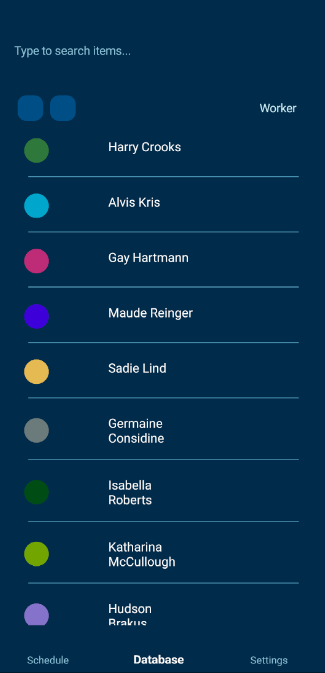 Type to search items...
Worker
Harry Crooks
Alvis Kris
Gay Hartmann
Maude Reinger
Sadie Lind
Germaine
Considine
Isabella
Roberts
Katharina
McCullough
Hudson
Brakus
Schedule
Database
Settings